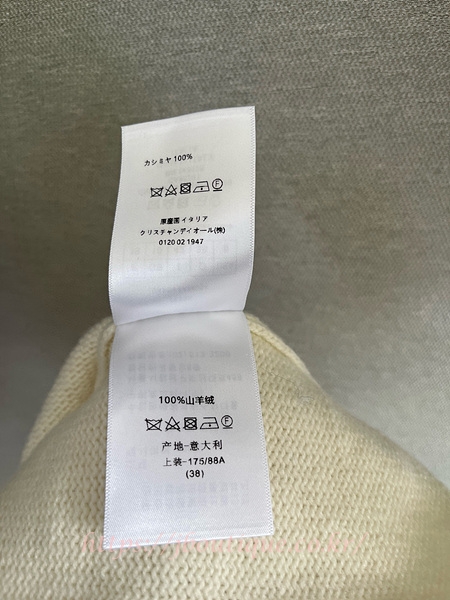 カシミヤ 100%
原産国イタリア
クリスチャンディオール(株)
0120 02 1947
100%山羊绒
产地-意大利
上装-175/88A
(38)